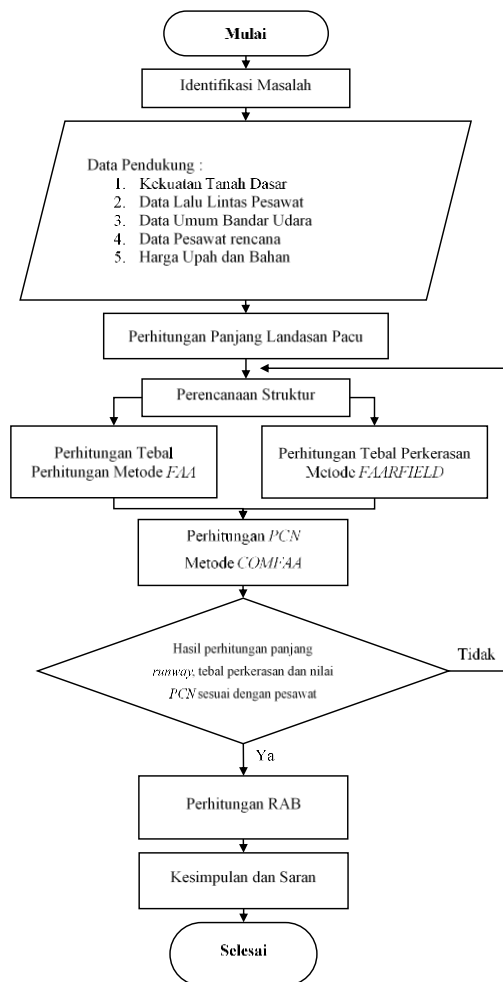 Mulai
Identifikasi Masalah
Data Pendukung :
1. Kekuatan Tanah Dasar
2. Data Lalu Lintas Pesawat
3. Data Umum Bandar Udara
4. Data Pesawat rencana
5. Harga Upah dan Bahan
Perhitungan Panjang Landasan Pacu
Perencanaan Struktur
Perhitungan Tebal
Perhitungan Metode FAA
Perhitungan Tebal Perkerasan
Metode FAARFIELD
Perhitungan PCN
Metode COMFAA
Hasil perhitungan panjang
runway, tebal perkerasan dan nilai
PCN sesuai dengan pesawat
Tidak
Ya
Perhitungan RAB
Kesimpulan dan Saran
Selesai